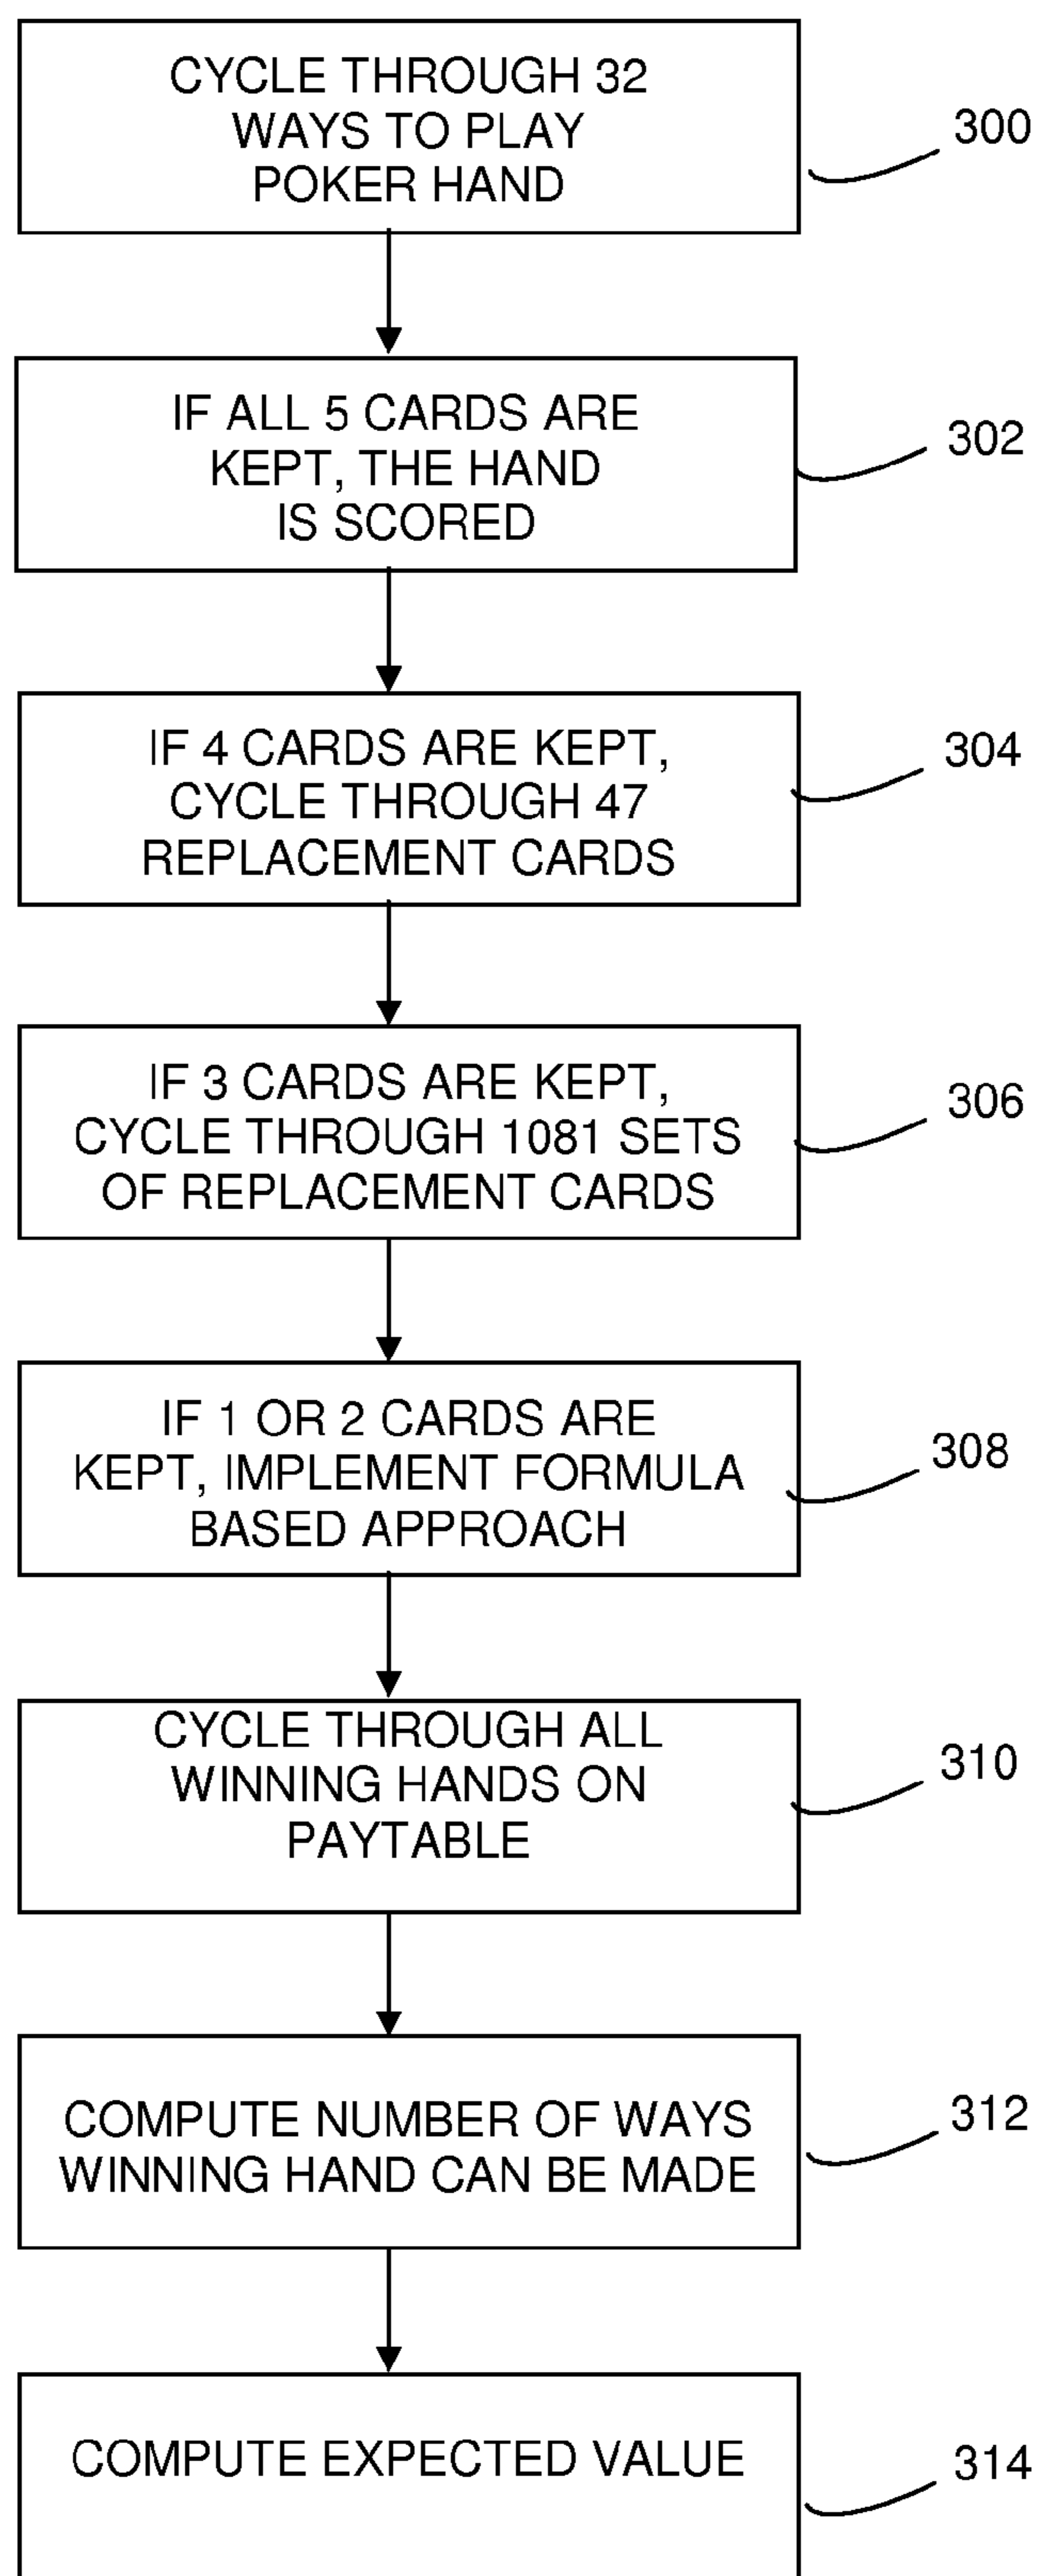 CYCLE THROUGH 32
WAYS TO PLAY
POKER HAND
300
IF ALL 5 CARDS ARE
KEPT, THE HAND
IS SCORED
302
IF 4 CARDS ARE KEPT,
CYCLE THROUGH 47
REPLACEMENT CARDS
304
IF 3 CARDS ARE KEPT,
CYCLE THROUGH 1081 SETS
OF REPLACEMENT CARDS
306
IF 1 OR 2 CARDS ARE
KEPT, IMPLEMENT FORMULA
BASED APPROACH
308
CYCLE THROUGH ALL
WINNING HANDS ON
PAYTABLE
310
COMPUTE NUMBER OF WAYS
WINNING HAND CAN BE MADE
312
COMPUTE EXPECTED VALUE
314